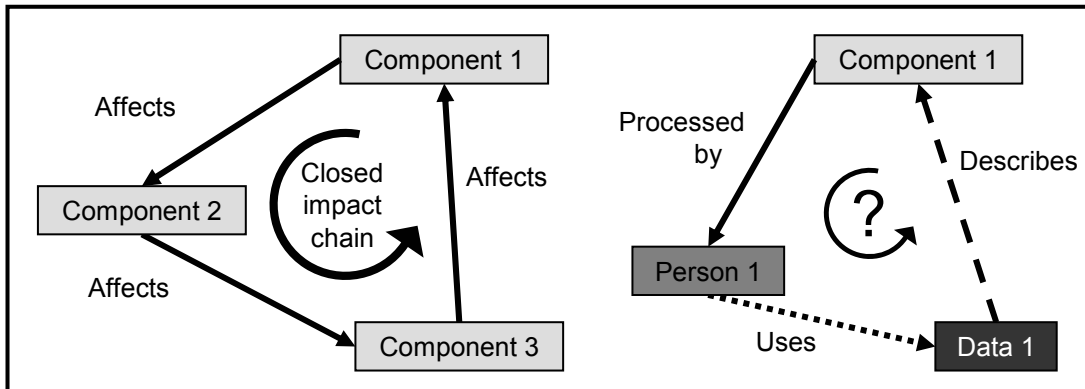 Component 1
Affects
Closed
impact
chain
Affects
Component 2
Affects
Component 3
Component 1
Processed
by
Describes
?
Person 1
Uses
Data 1